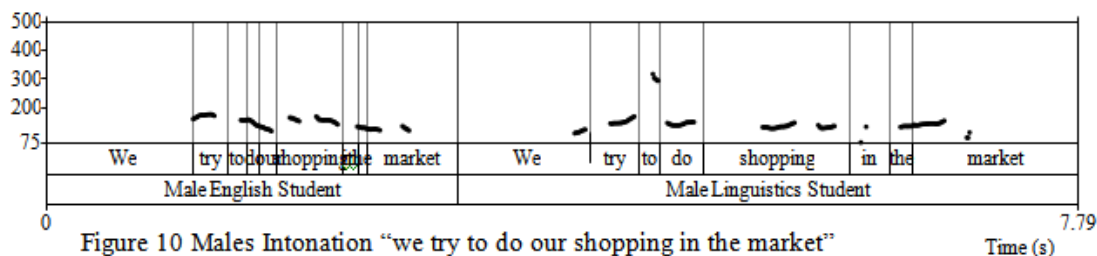 500
400
300
200
75
We try to do our shopping the market We try to do shopping in the market
Male English Student Male Linguistics Student
0 7.79
Figure 10 Males Intonation “we try to do our shopping in the market” Time (s)